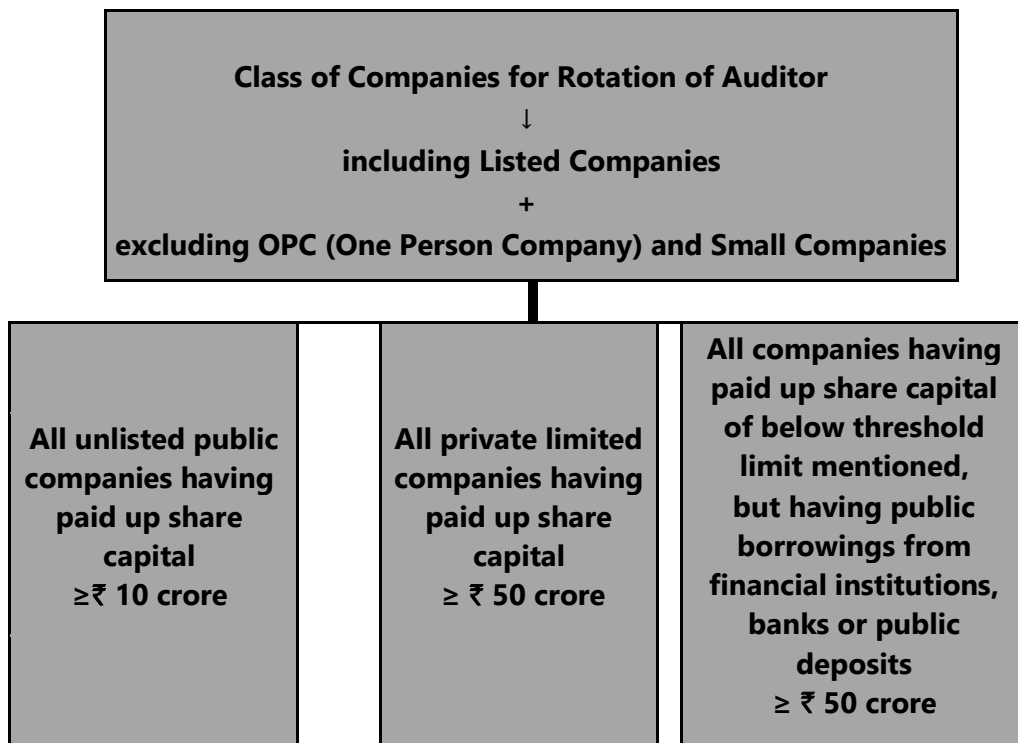 Class of Companies for Rotation of Auditor
↓
including Listed Companies
+
excluding OPC (One Person Company) and Small Companies
All unlisted public
companies having
paid up share
capital
≥₹ 10 crore
All private limited
companies having
paid up share
capital
≥ ₹ 50 crore
All companies having
paid up share capital
of below threshold
limit mentioned,
but having public
borrowings from
financial institutions,
banks or public
deposits
≥ ₹ 50 crore